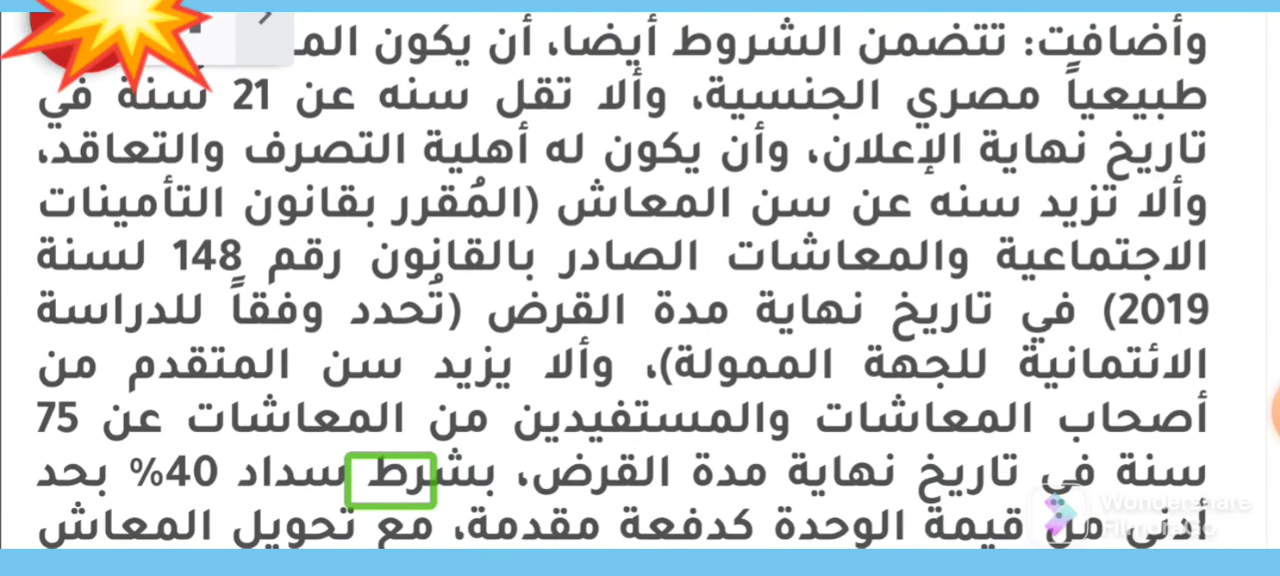 وأضافت: تتضمن الشروط أيضا، أن يكون
طبيعياً مصري الجنسية، وألا تقل سنه عن 21 سنة في
تاريخ نهاية الإعلان، وأن يكون له أهلية التصرف والتعاقد،
وألا تزيد سنه عن سن المعاش (المُقرر بقانون التأمينات
الاجتماعية والمعاشات الصادر بالقانون رقم 148 لسنة
2019) في تاريخ نهاية مدة القرض (تُحدد وفقاً للدراسة
الائتمانية للجهة الممولة)، وألا يزيد سن المتقدم من
أصحاب المعاشات والمستفيدين من المعاشات عن 75
سنة في تاريخ نهاية مدة القرض، بشرط سداد 40% بحد
أدنى من قيمة الوحدة كدفعة مقدمة، مع تحويل المعاش
Wondershare
FilmoraGo